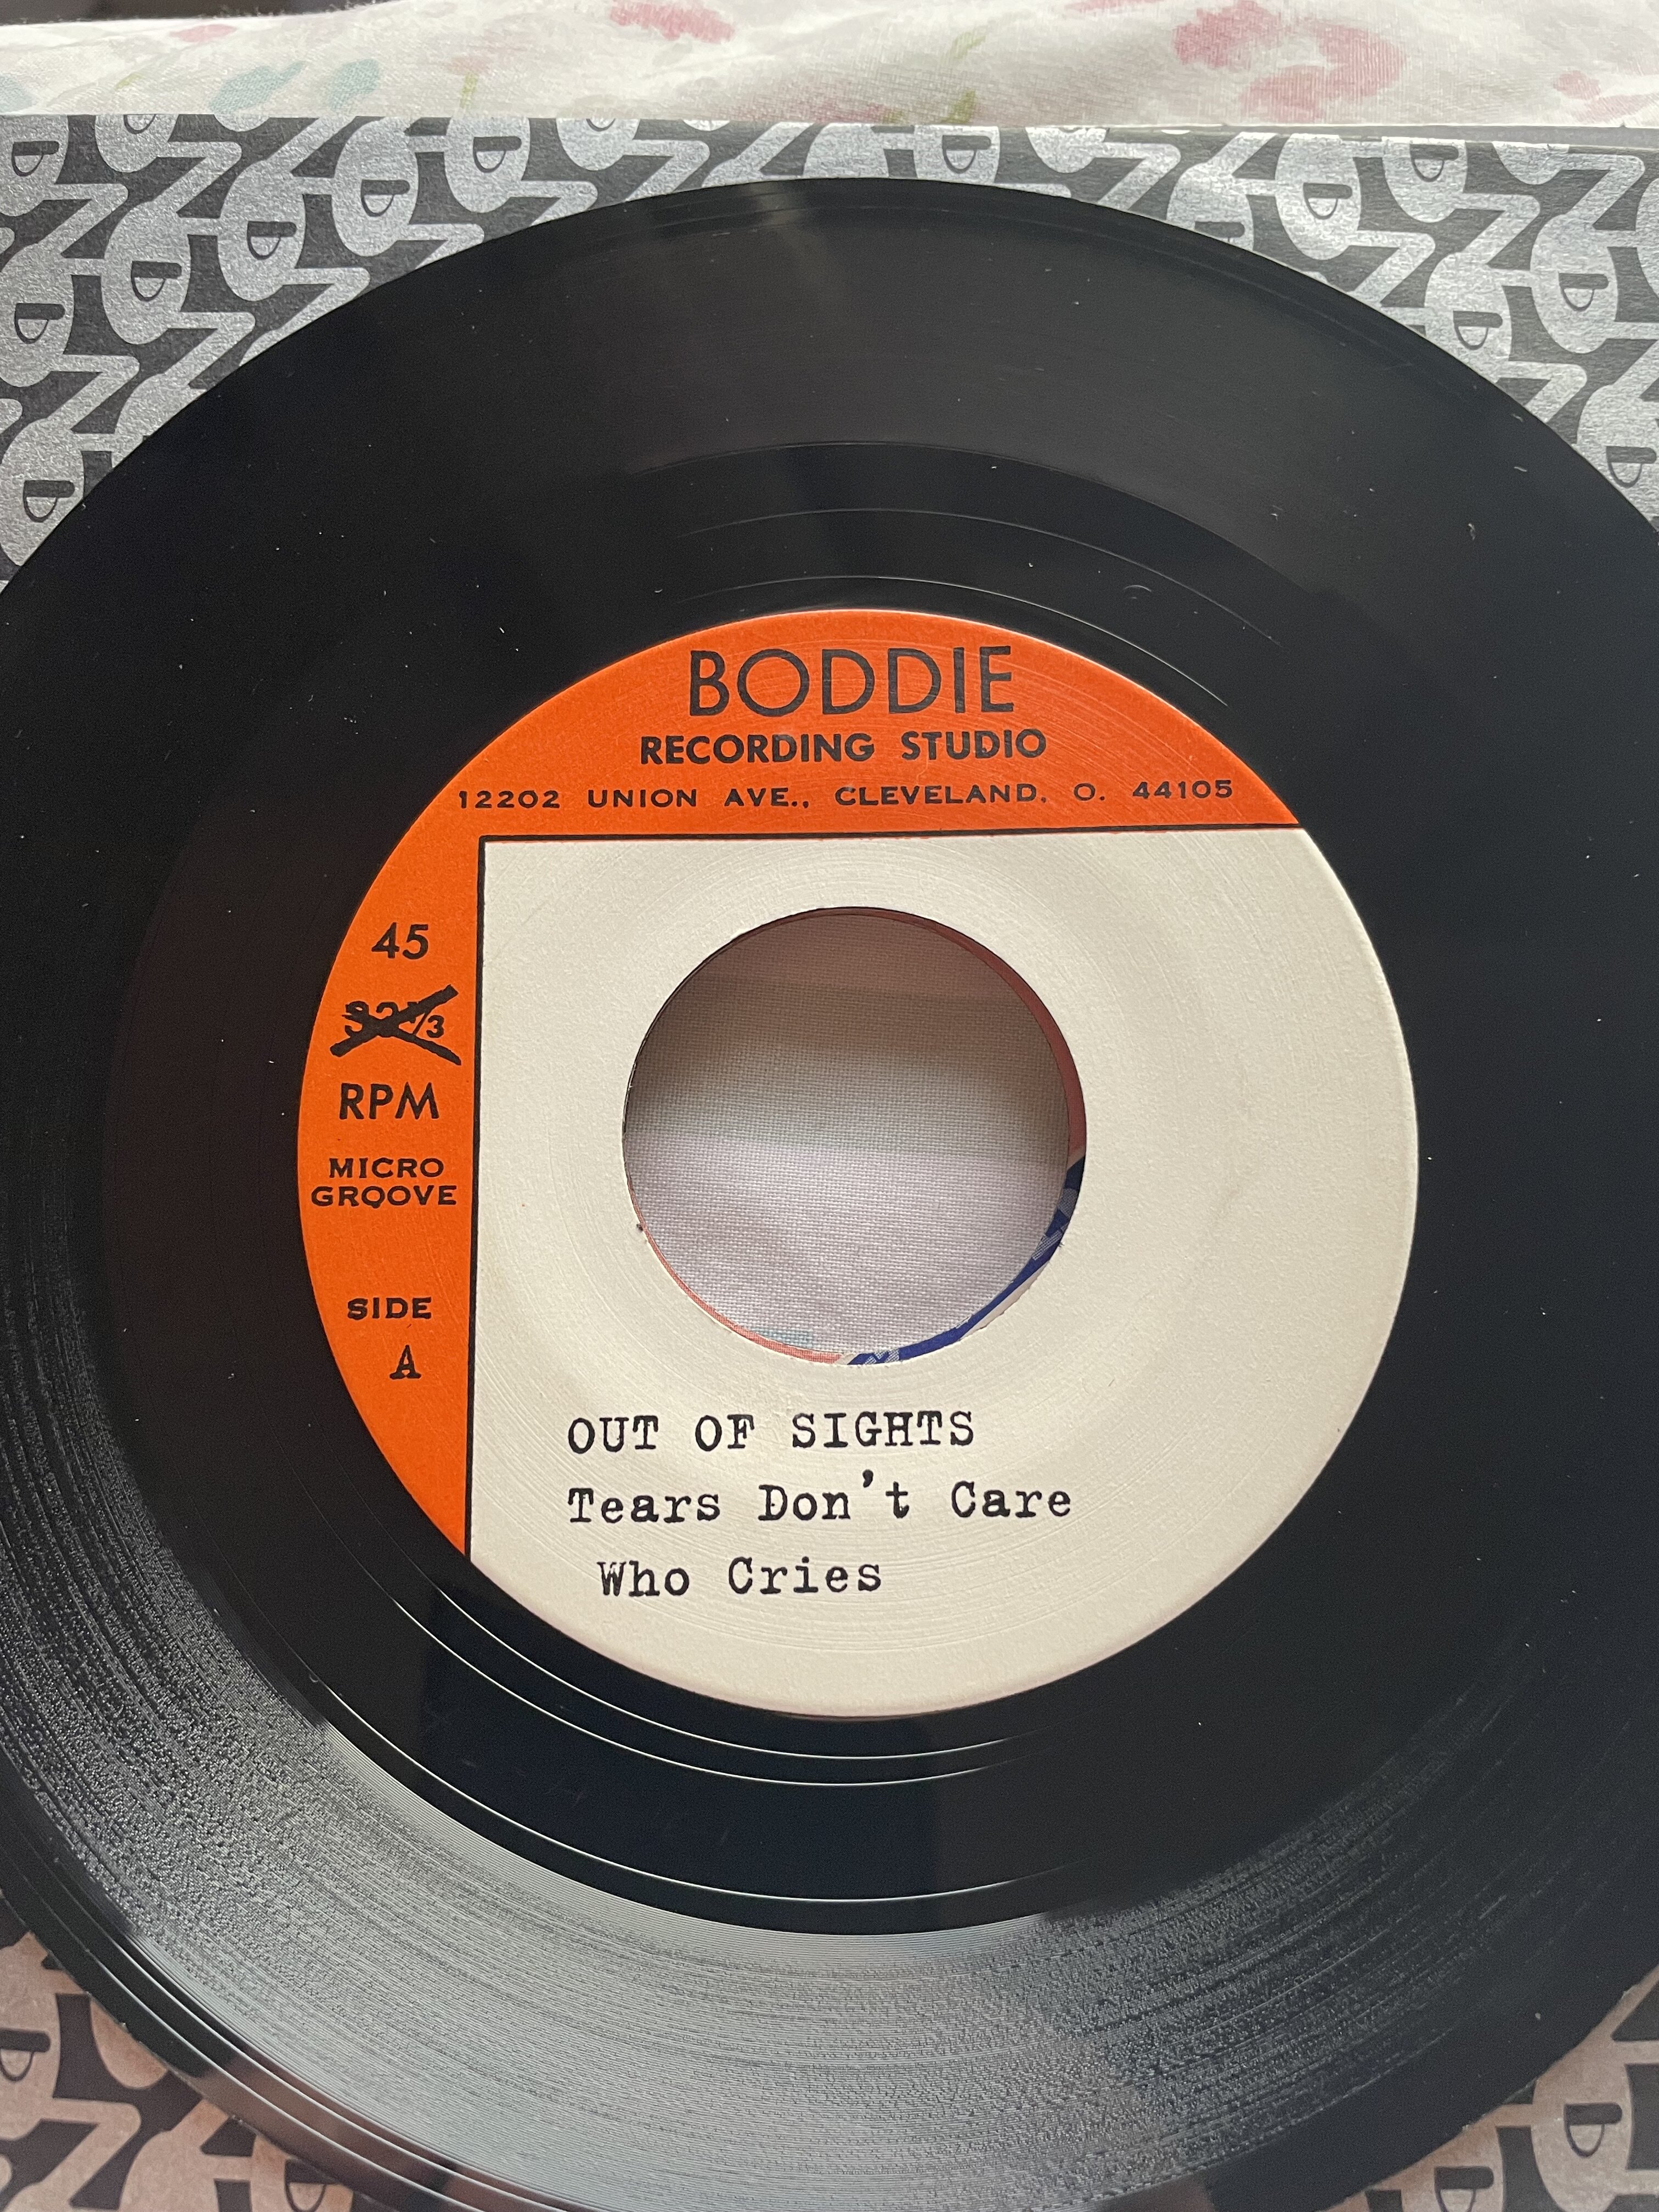 BODDIE
RECORDING STUDIO
12202 UNION AVE., CLEVELAND, O. 44105
45
RPM
MICRO
GROOVE
SIDE
A
OUT OF SIGHTS
Tears Don't Care
Who Cries